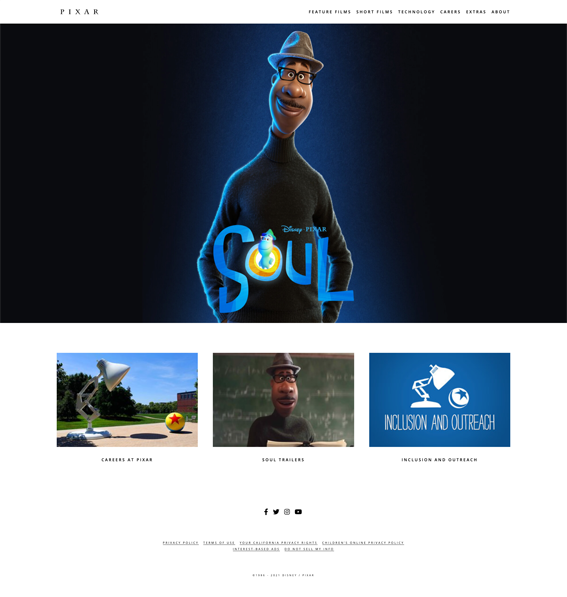 PIXAR
FEATURE FILMS SHORT FILMS TECHNOLOGY CAREERS EXTRAS ABOUT
Disney PIXAR
SOUL
INCLUSION AND OUTREACH
CAREERS AT PIXAR
SOUL TRAILERS
INCLUSION AND OUTREACH
PRIVACY POLICY TERMS OF USE YOUR CALIFORNIA PRIVACY RIGHTS CHILDREN'S ONLINE PRIVACY POLICY
INTEREST BASED ADS DO NOT SELL MY INFO
©1986 - 2021 DISNEY / PIXAR